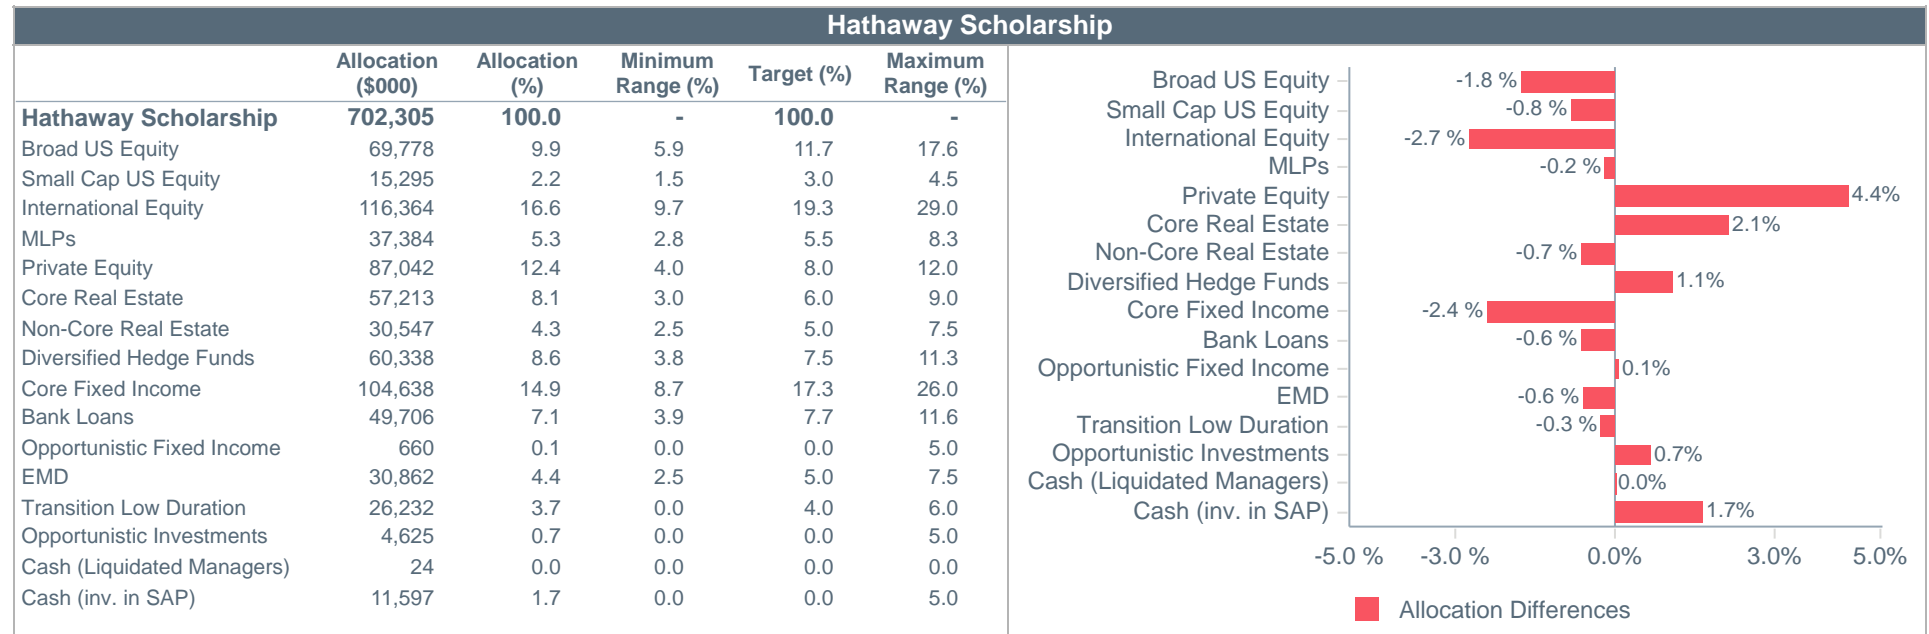 Hathaway Scholarship
Allocation ($000) Allocation (%) Minimum Range (%) Target (%) Maximum Range (%)
Hathaway Scholarship 702,305 100.0 - 100.0 -
Broad US Equity 69,778 9.9 5.9 11.7 17.6
Small Cap US Equity 15,295 2.2 1.5 3.0 4.5
International Equity 116,364 16.6 9.7 19.3 29.0
MLPs 37,384 5.3 2.8 5.5 8.3
Private Equity 87,042 12.4 4.0 8.0 12.0
Core Real Estate 57,213 8.1 3.0 6.0 9.0
Non-Core Real Estate 30,547 4.3 2.5 5.0 7.5
Diversified Hedge Funds 60,338 8.6 3.8 7.5 11.3
Core Fixed Income 104,638 14.9 8.7 17.3 26.0
Bank Loans 49,706 7.1 3.9 7.7 11.6
Opportunistic Fixed Income 660 0.1 0.0 0.0 5.0
EMD 30,862 4.4 2.5 5.0 7.5
Transition Low Duration 26,232 3.7 0.0 4.0 6.0
Opportunistic Investments 4,625 0.7 0.0 0.0 5.0
Cash (Liquidated Managers) 24 0.0 0.0 0.0 0.0
Cash (inv. in SAP) 11,597 1.7 0.0 0.0 5.0
Broad US Equity -1.8 %
Small Cap US Equity -0.8 %
International Equity -2.7 %
MLPs -0.2 %
Private Equity 4.4%
Core Real Estate 2.1%
Non-Core Real Estate -0.7 %
Diversified Hedge Funds 1.1%
Core Fixed Income -2.4 %
Bank Loans -0.6 %
Opportunistic Fixed Income 0.1%
EMD -0.6 %
Transition Low Duration -0.3 %
Opportunistic Investments 0.7%
Cash (Liquidated Managers) 0.0%
Cash (inv. in SAP) 1.7%
-5.0 % -3.0 % 0.0% 3.0% 5.0%
Allocation Differences